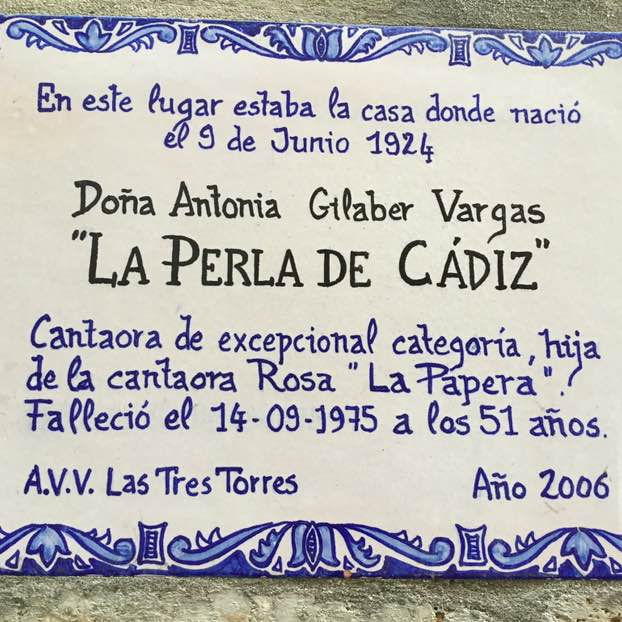 En este lugar estaba la casa donde nació
el 9 de Junio 1924
Doña Antonia Gilaber Vargas
"LA PERLA DE CÁDIZ"
Cantaora de excepcional categoría, hija
de la cantaora Rosa "La Papera".
Falleció el 14-09-1975 a los 51 años.
A.V.V. Las Tres Torres Año 2006